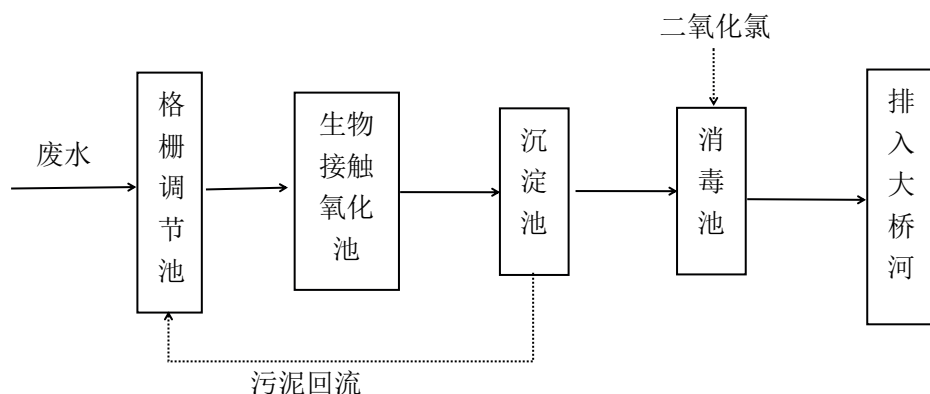 二氧化氯
废水
格
栅
调
节
池
生物
接触
氧化
池
沉
淀
池
消
毒
池
排
入
大
桥
河
污泥回流